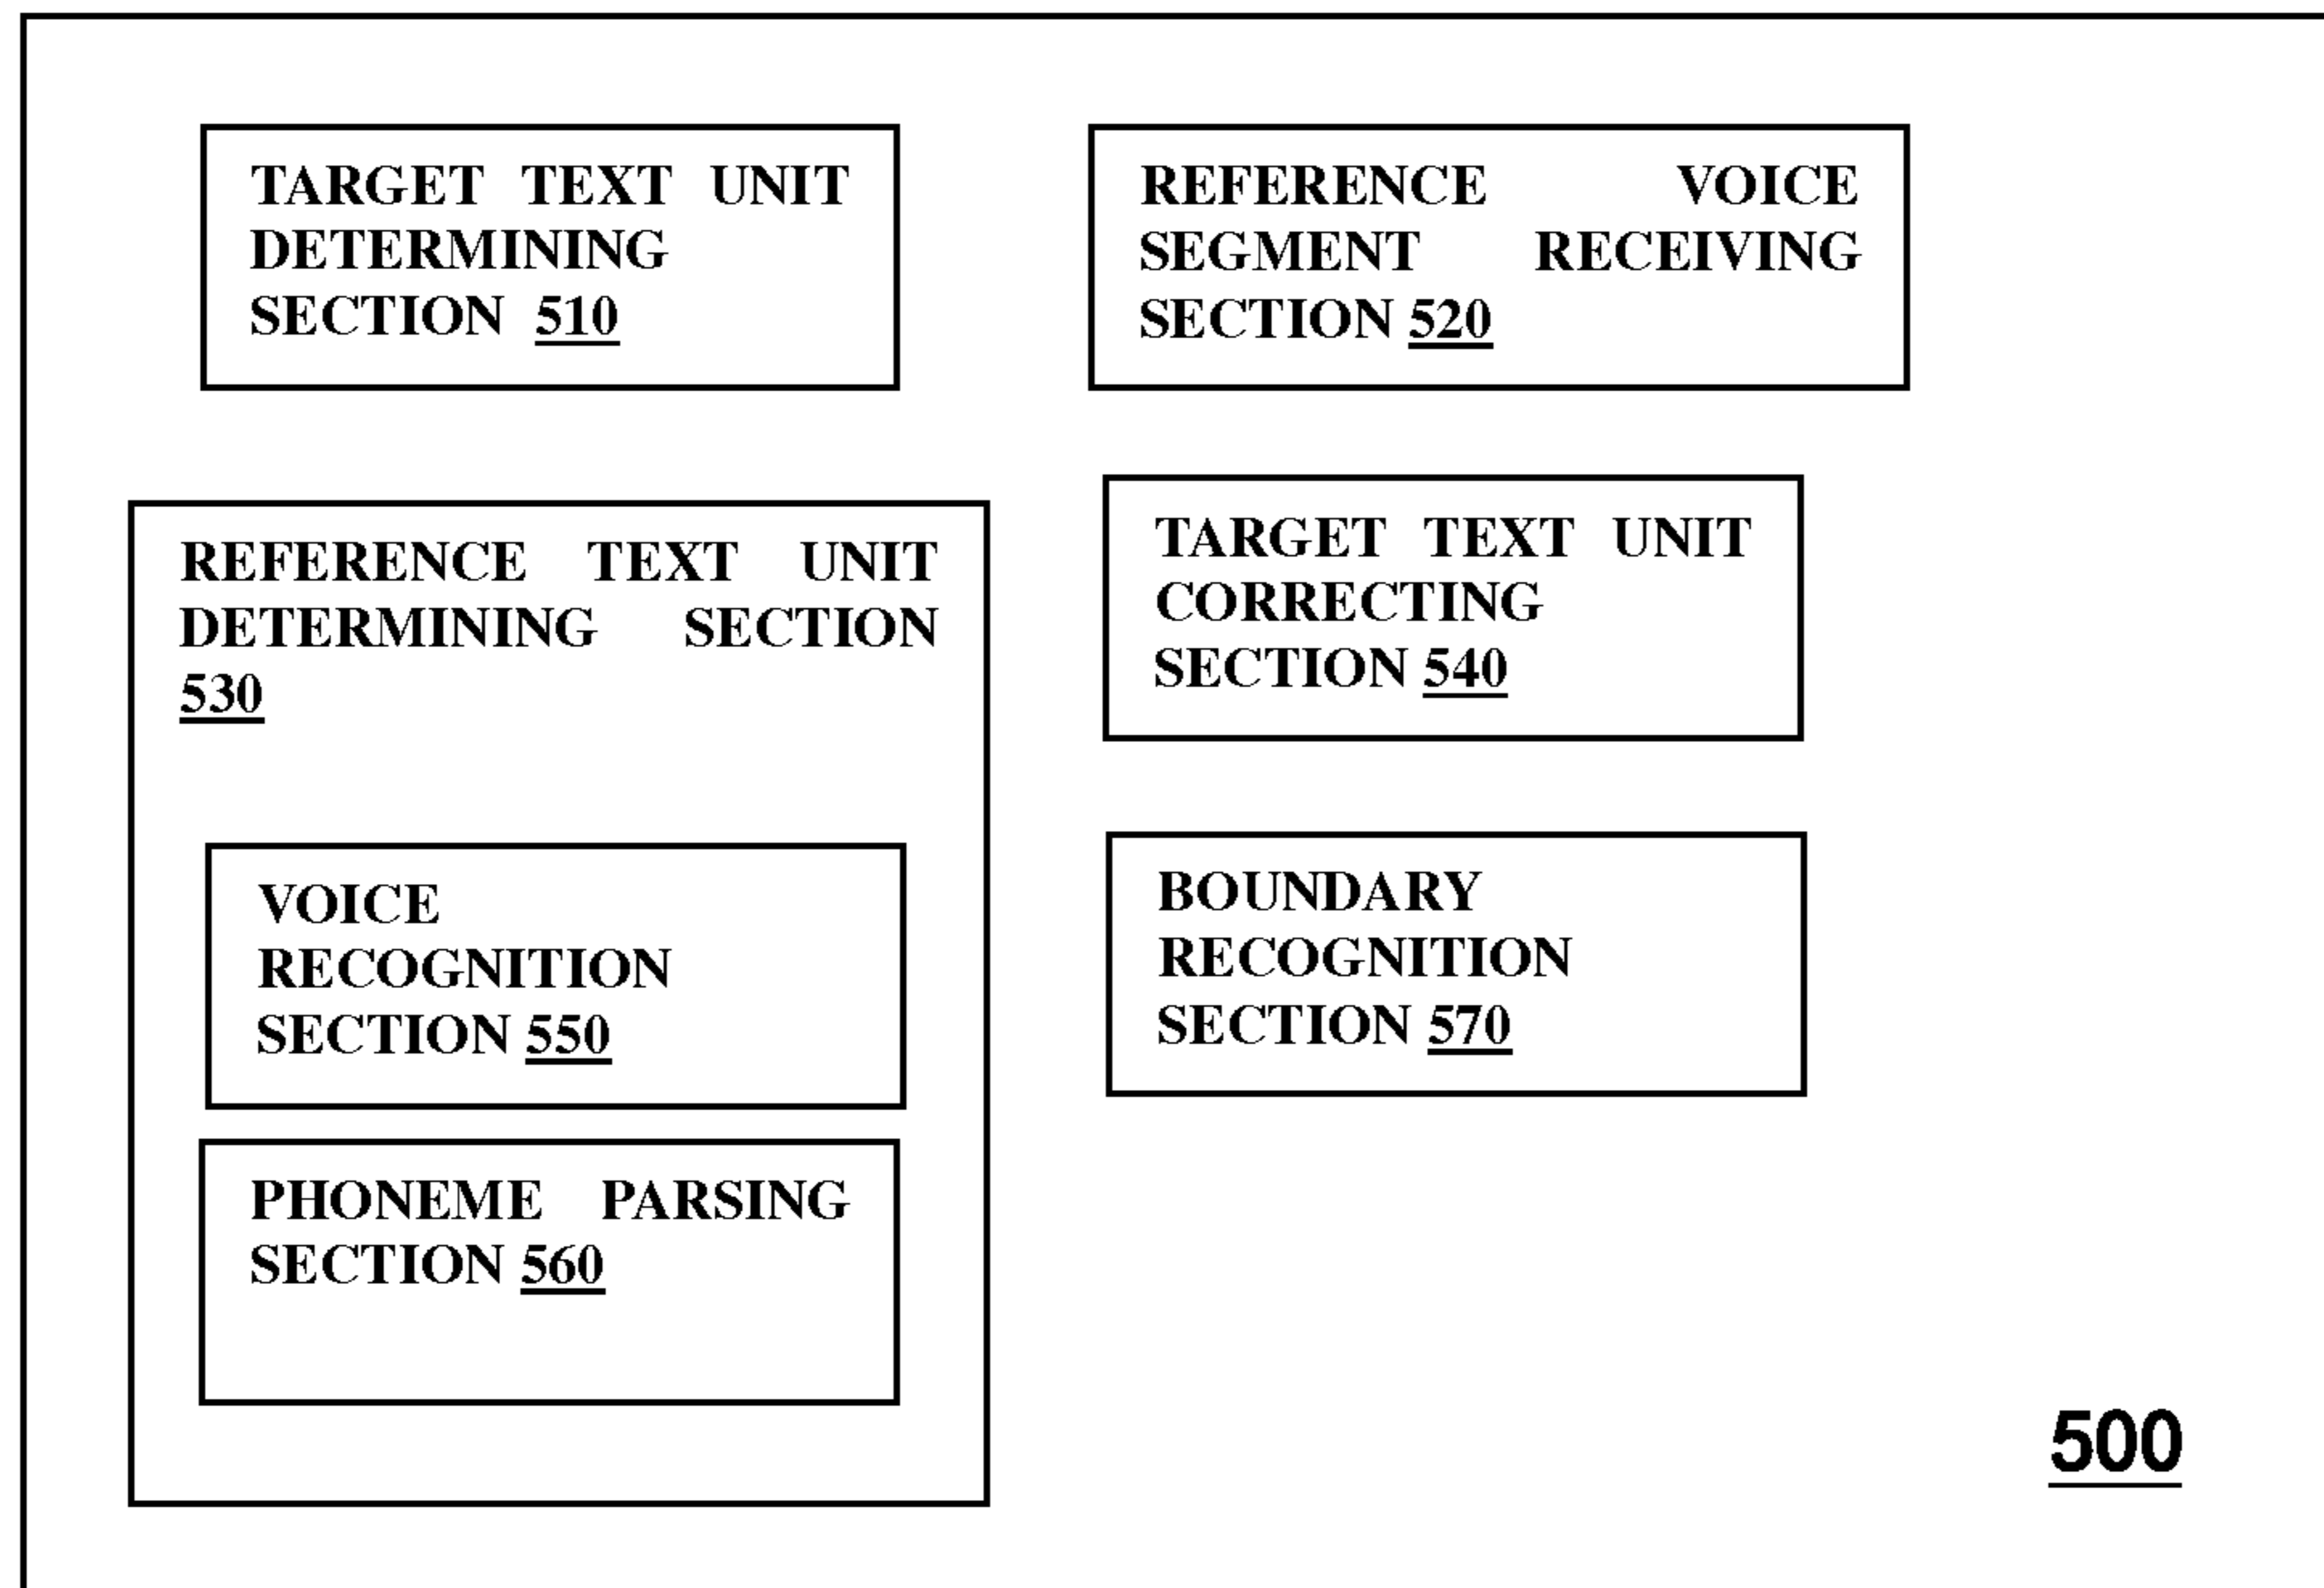 TARGET TEXT UNIT
DETERMINING
SECTION 510
REFERENCE VOICE
SEGMENT RECEIVING
SECTION 520
REFERENCE TEXT UNIT
DETERMINING SECTION
530
VOICE
RECOGNITION
SECTION 550
PHONEME PARSING
SECTION 560
TARGET TEXT UNIT
CORRECTING
SECTION 540
BOUNDARY
RECOGNITION
SECTION 570
500